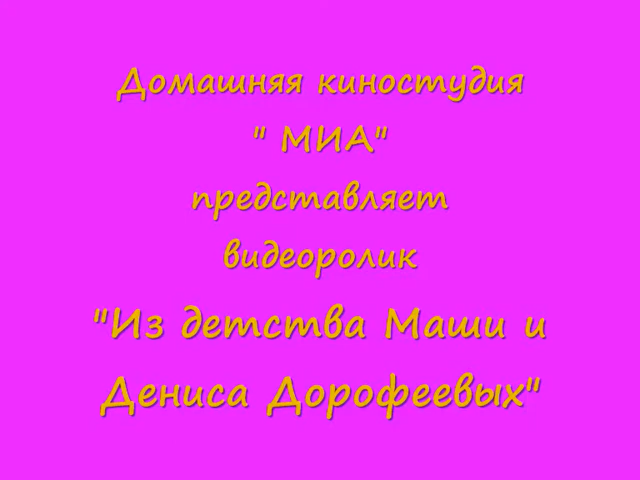 Домашняя киностудия
" МИА"
представляет
видеоролик
"Из детства Маши и
Дениса Дорофеевых"